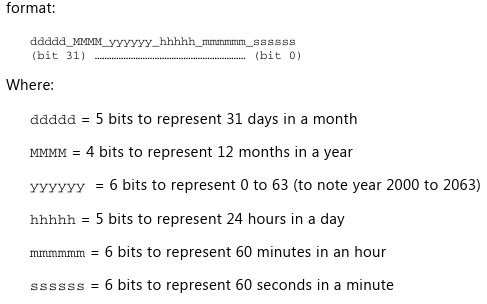 format:
ddddd_MMMM_yyyyyy_hhhhh_mmmmmm_ssssss
(bit 31) ................................................................ (bit 0)
Where:
ddddd = 5 bits to represent 31 days in a month
MMMM = 4 bits to represent 12 months in a year
yyyyyy = 6 bits to represent 0 to 63 (to note year 2000 to 2063)
hhhhh = 5 bits to represent 24 hours in a day
mmmmmm = 6 bits to represent 60 minutes in an hour
ssssss = 6 bits to represent 60 seconds in a minute